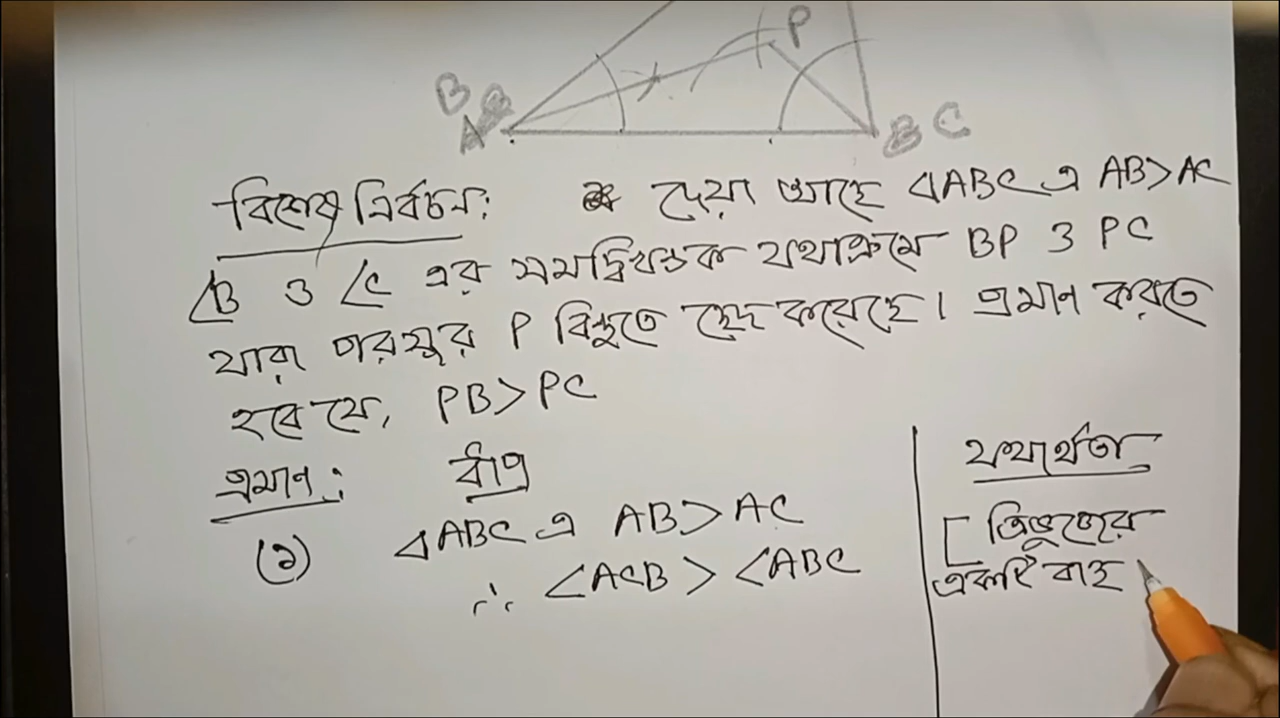 P
B
A B C
বিশেষ নির্বচন: দেয়া আছে △ABC এ AB>AC
∠B ও ∠C এর সমদ্বিখন্ডক যথাক্রমে BP ও PC
যারা পরস্পর P বিন্দুতে ছেদ করেছে। প্রমান করতে
হবে যে, PB>PC
প্রমান: ধাপ যথার্থতা
(১) △ABC এ AB>AC [ত্রিভুজের
∴ <ACB > <ABC একটি বাহু